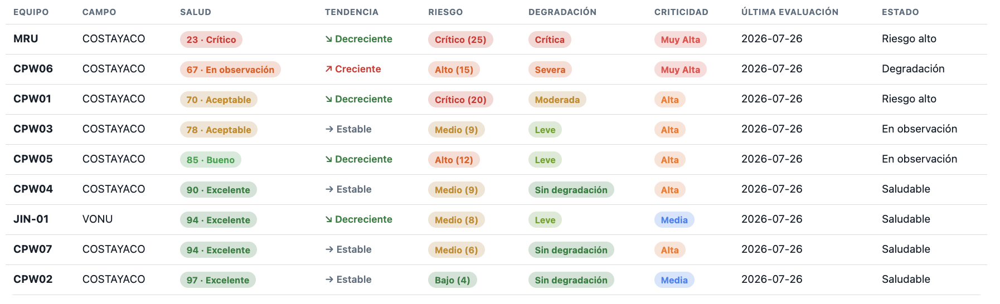 EQUIPO CAMPO SALUD TENDENCIA RIESGO DEGRADACIÓN CRITICIDAD ÚLTIMA EVALUACIÓN ESTADO
MRU COSTAYACO 23 · Crítico ↘ Decreciente Crítico (25) Crítica Muy Alta 2026-07-26 Riesgo alto
CPW06 COSTAYACO 67 · En observación ↗ Creciente Alto (15) Severa Muy Alta 2026-07-26 Degradación
CPW01 COSTAYACO 70 · Aceptable ↘ Decreciente Crítico (20) Moderada Alta 2026-07-26 Riesgo alto
CPW03 COSTAYACO 78 · Aceptable → Estable Medio (9) Leve Alta 2026-07-26 En observación
CPW05 COSTAYACO 85 · Bueno ↘ Decreciente Alto (12) Leve Alta 2026-07-26 En observación
CPW04 COSTAYACO 90 · Excelente → Estable Medio (9) Sin degradación Alta 2026-07-26 Saludable
JIN-01 VONU 94 · Excelente ↘ Decreciente Medio (8) Leve Media 2026-07-26 Saludable
CPW07 COSTAYACO 94 · Excelente → Estable Medio (6) Sin degradación Alta 2026-07-26 Saludable
CPW02 COSTAYACO 97 · Excelente → Estable Bajo (4) Sin degradación Media 2026-07-26 Saludable